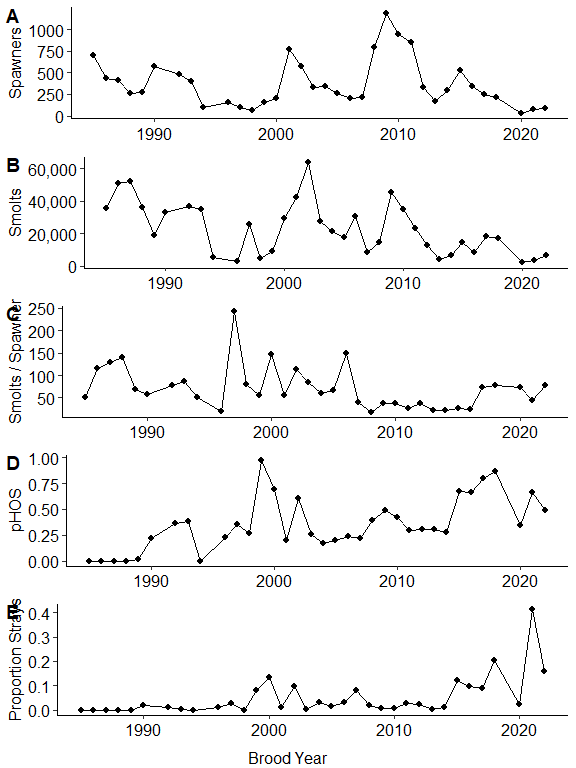 A
Spawners
1000
750
500
250
0
1990 2000 2010 2020
B
Smolts
60,000
40,000
20,000
0
1990 2000 2010 2020
C
Smolts / Spawner
250
200
150
100
50
1990 2000 2010 2020
D
pHOS
1.00
0.75
0.50
0.25
0.00
1990 2000 2010 2020
E
Proportion Strays
0.4
0.3
0.2
0.1
0.0
1990 2000 2010 2020
Brood Year